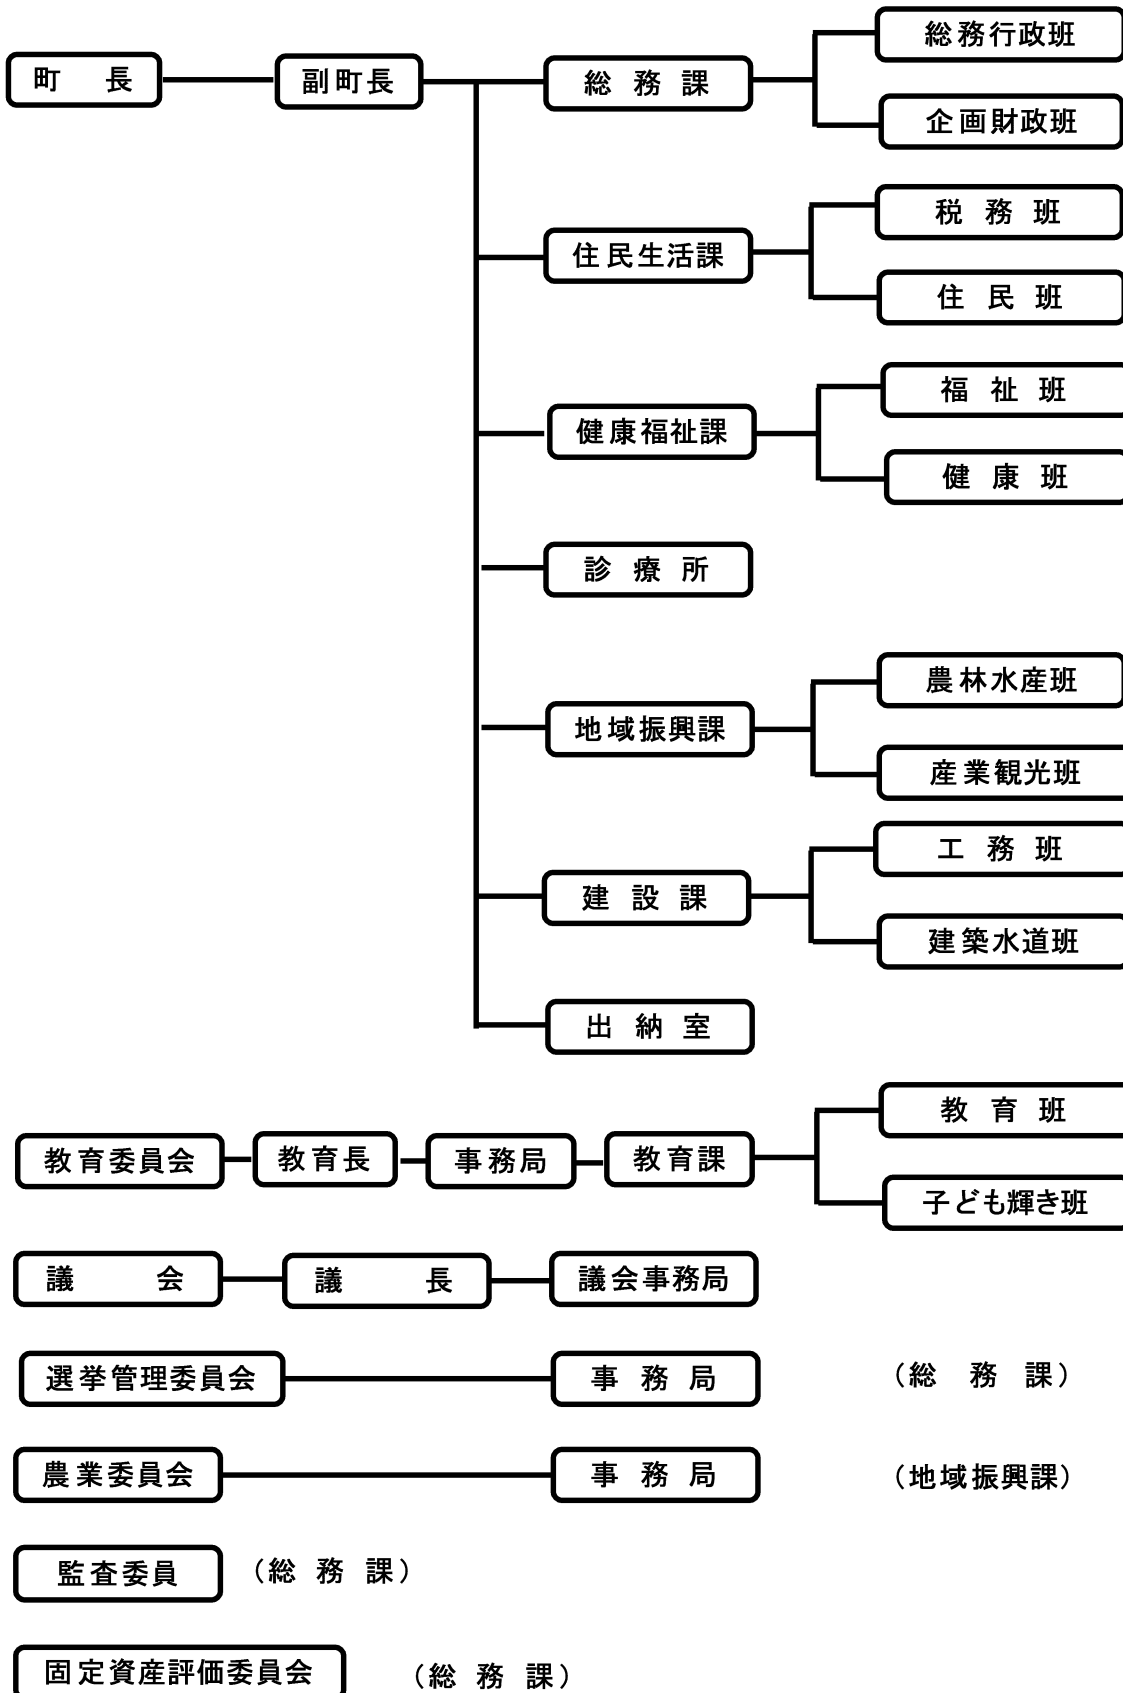 町長
副町長
総務課
総務行政班
企画財政班
住民生活課
税務班
住民班
健康福祉課
福祉班
健康班
診療所
地域振興課
農林水産班
産業観光班
建設課
工務班
建築水道班
出納室
教育委員会
教育長
事務局
教育課
教育班
子ども輝き班
議会
議長
議会事務局
選挙管理委員会
事務局
（総務課）
農業委員会
事務局
（地域振興課）
監査委員
（総務課）
固定資産評価委員会
（総務課）